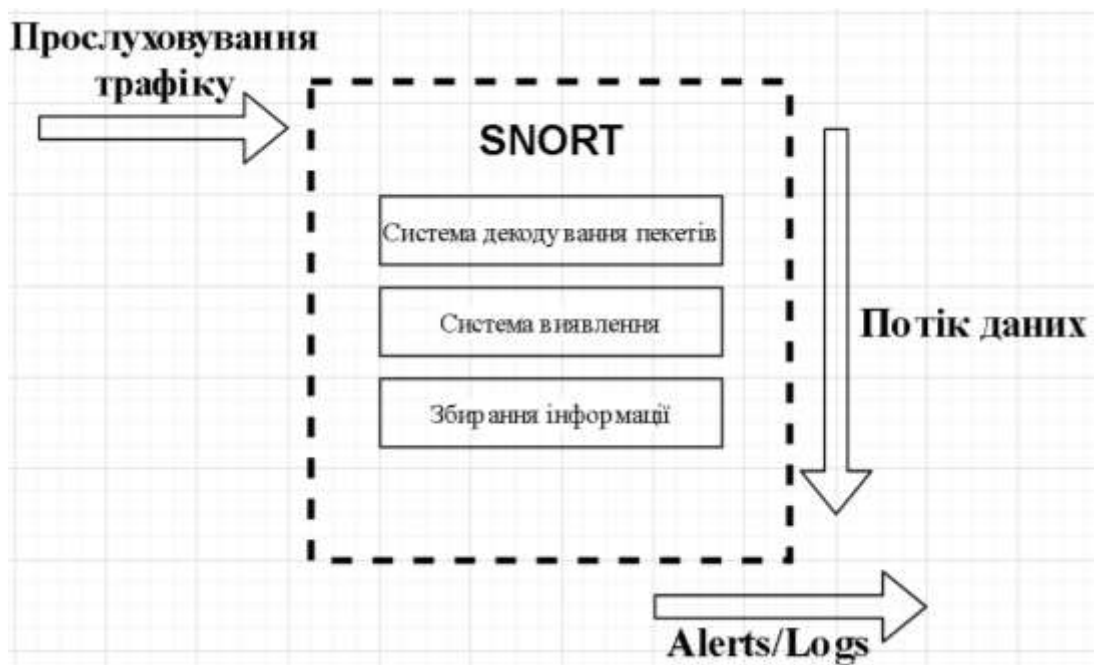 Прослуховування
трафіку
SNORT
Система декодування пекетів
Система виявлення
Збирання інформації
Потік даних
Alerts/Logs